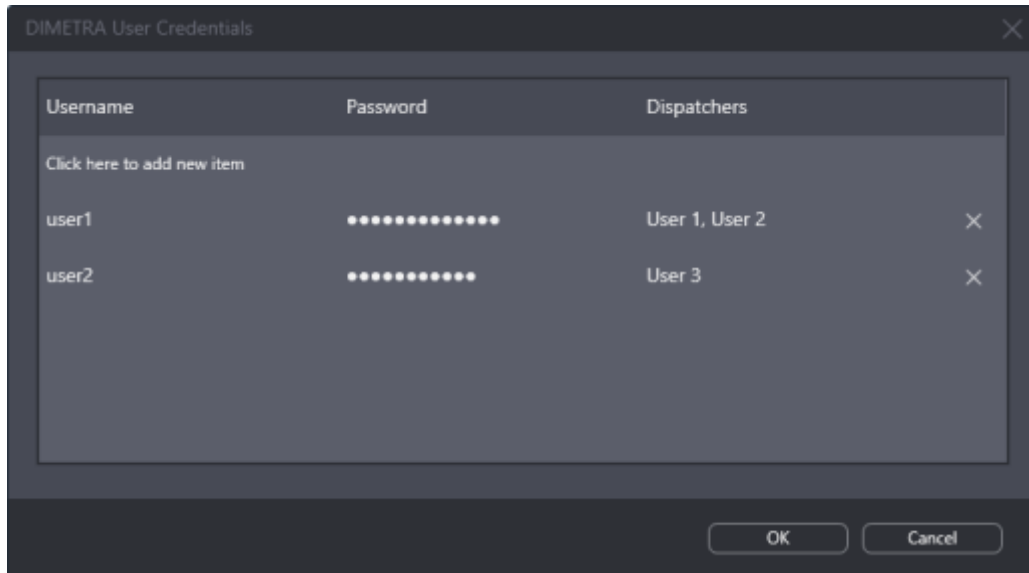 DIMETRA User Credentials
Username Password Dispatchers
Click here to add new item
user1 ••••••••••••• User 1, User 2
user2 ••••••••••• User 3
OK Cancel